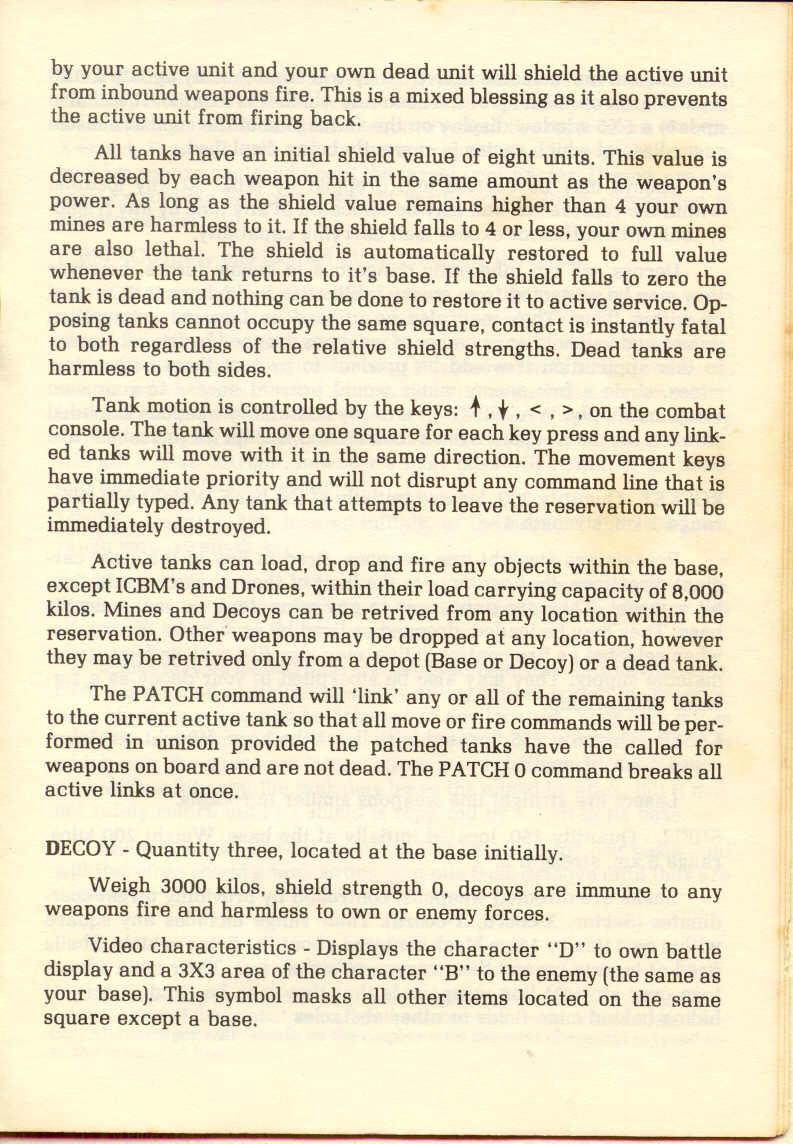 by your active unit and your own dead unit will shield the active unit
from inbound weapons fire. This is a mixed blessing as it also prevents
the active unit from firing back.
All tanks have an initial shield value of eight units. This value is
decreased by each weapon hit in the same amount as the weapon's
power. As long as the shield value remains higher than 4 your own
mines are harmless to it. If the shield falls to 4 or less, your own mines
are also lethal. The shield is automatically restored to full value
whenever the tank returns to it's base. If the shield falls to zero the
tank is dead and nothing can be done to restore it to active service. Op-
posing tanks cannot occupy the same square, contact is instantly fatal
to both regardless of the relative shield strengths. Dead tanks are
harmless to both sides.
Tank motion is controlled by the keys: ↑ , ↓ , < , > , on the combat
console. The tank will move one square for each key press and any link-
ed tanks will move with it in the same direction. The movement keys
have immediate priority and will not disrupt any command line that is
partially typed. Any tank that attempts to leave the reservation will be
immediately destroyed.
Active tanks can load, drop and fire any objects within the base,
except ICBM's and Drones, within their load carrying capacity of 8,000
kilos. Mines and Decoys can be retrived from any location within the
reservation. Other weapons may be dropped at any location, however
they may be retrived only from a depot (Base or Decoy) or a dead tank.
The PATCH command will 'link' any or all of the remaining tanks
to the current active tank so that all move or fire commands will be per-
formed in unison provided the patched tanks have the called for
weapons on board and are not dead. The PATCH 0 command breaks all
active links at once.
DECOY - Quantity three, located at the base initially.
Weigh 3000 kilos, shield strength 0, decoys are immune to any
weapons fire and harmless to own or enemy forces.
Video characteristics - Displays the character "D" to own battle
display and a 3X3 area of the character "B" to the enemy (the same as
your base). This symbol masks all other items located on the same
square except a base.